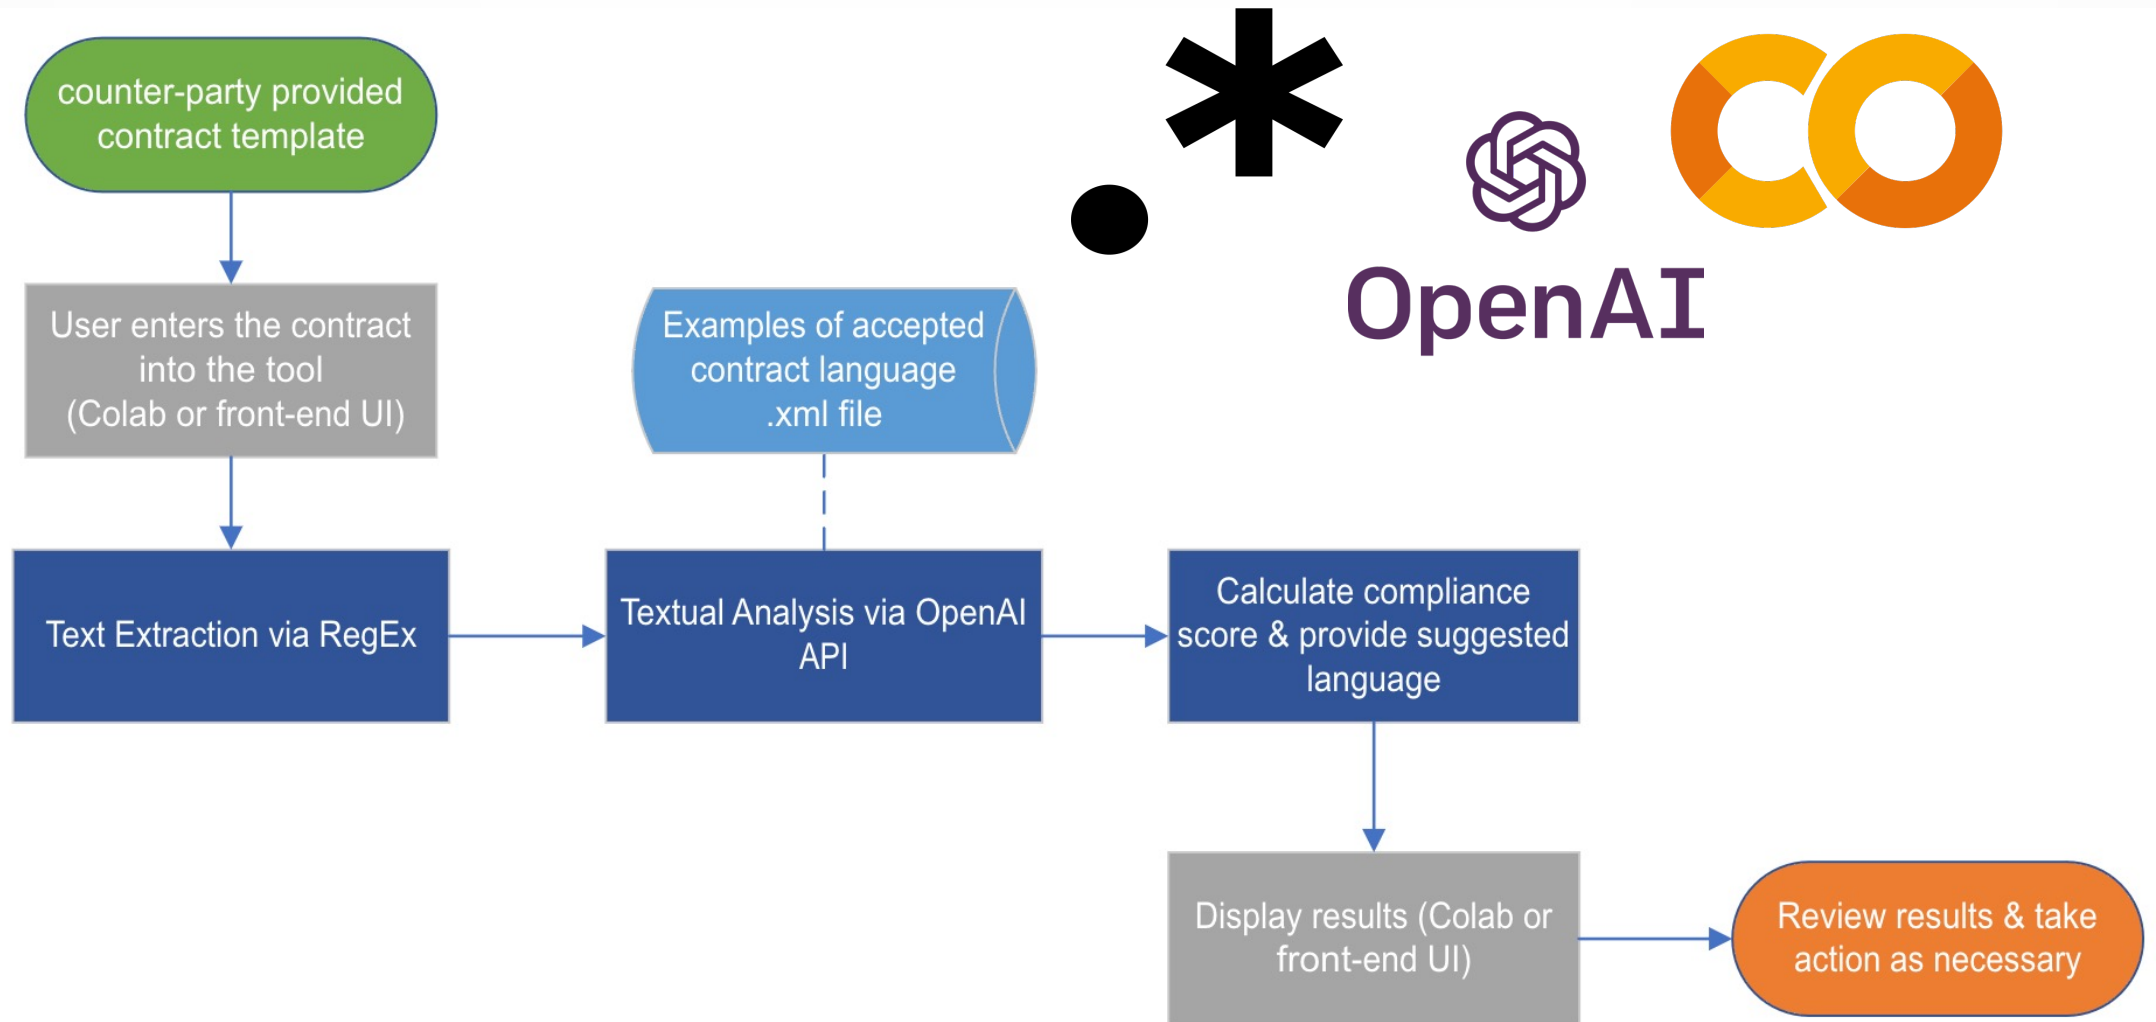 counter-party provided
contract template
User enters the contract
into the tool
(Colab or front-end UI)
Examples of accepted
contract language
.xml file
OpenAI
Text Extraction via RegEx
Textual Analysis via OpenAI
API
Calculate compliance
score & provide suggested
language
Display results (Colab or
front-end UI)
Review results & take
action as necessary